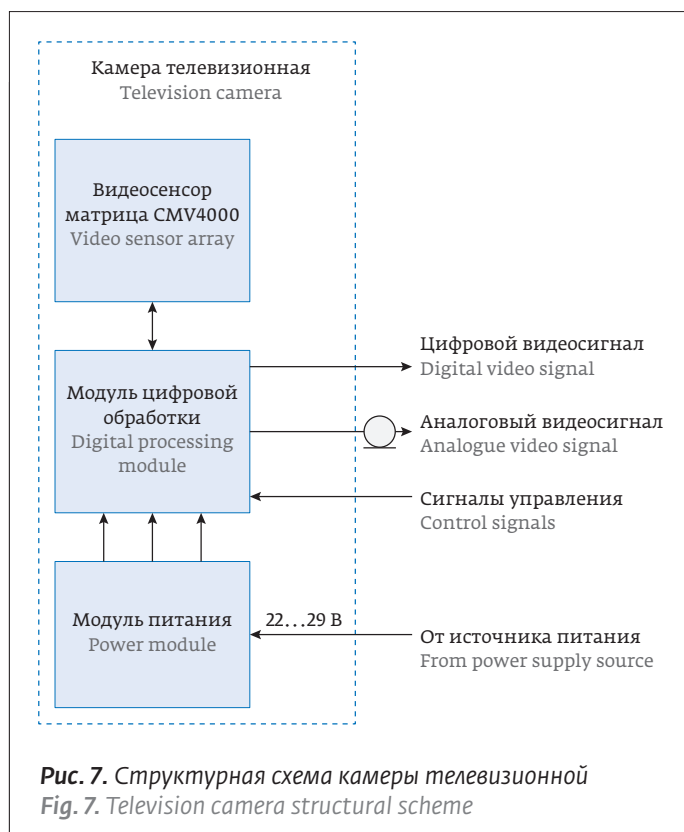 Камера телевизионная
Television camera
Видеосенсор
матрица CMV4000
Video sensor array
Модуль цифровой
обработки
Digital processing
module
Цифровой видеосигнал
Digital video signal
Аналоговый видеосигнал
Analogue video signal
Сигналы управления
Control signals
Модуль питания
Power module
22...29 В
От источника питания
From power supply source
Рис. 7. Структурная схема камеры телевизионной
Fig. 7. Television camera structural scheme